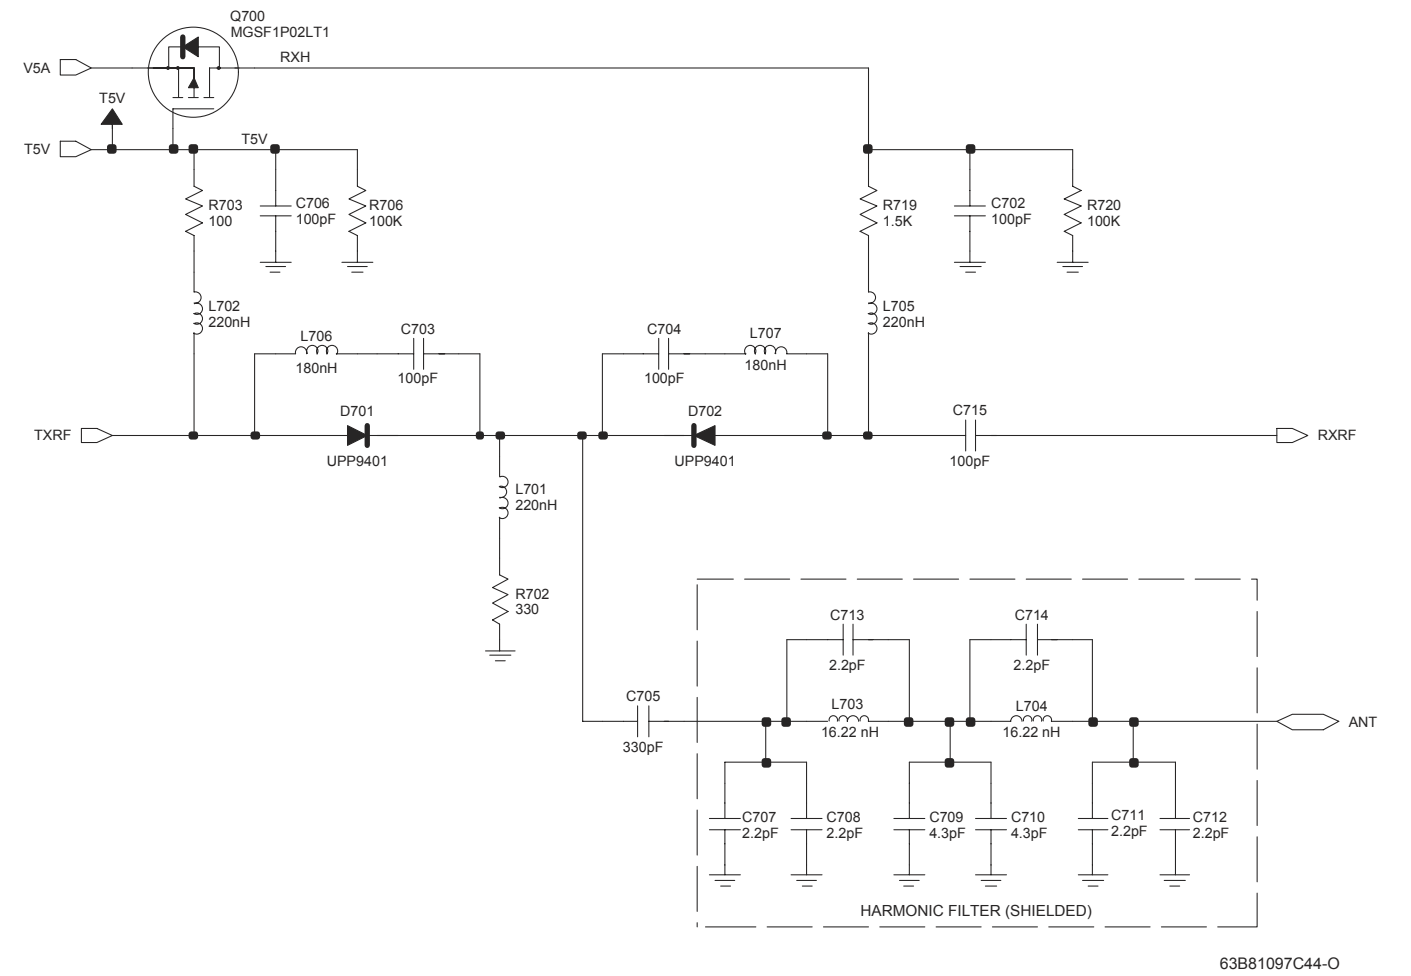 Q700
MGSF1P02LT1
RXH
V5A
T5V
T5V
T5V
R703
100
C706
100pF
R706
100K
R719
1.5K
C702
100pF
R720
100K
L702
220nH
L705
220nH
L706
180nH
C703
100pF
C704
100pF
L707
180nH
TXRF
D701
UPP9401
D702
UPP9401
C715
100pF
RXRF
L701
220nH
R702
330
C713
2.2pF
C714
2.2pF
C705
330pF
L703
16.22 nH
L704
16.22 nH
ANT
C707
2.2pF
C708
2.2pF
C709
4.3pF
C710
4.3pF
C711
2.2pF
C712
2.2pF
HARMONIC FILTER (SHIELDED)
63B81097C44-O